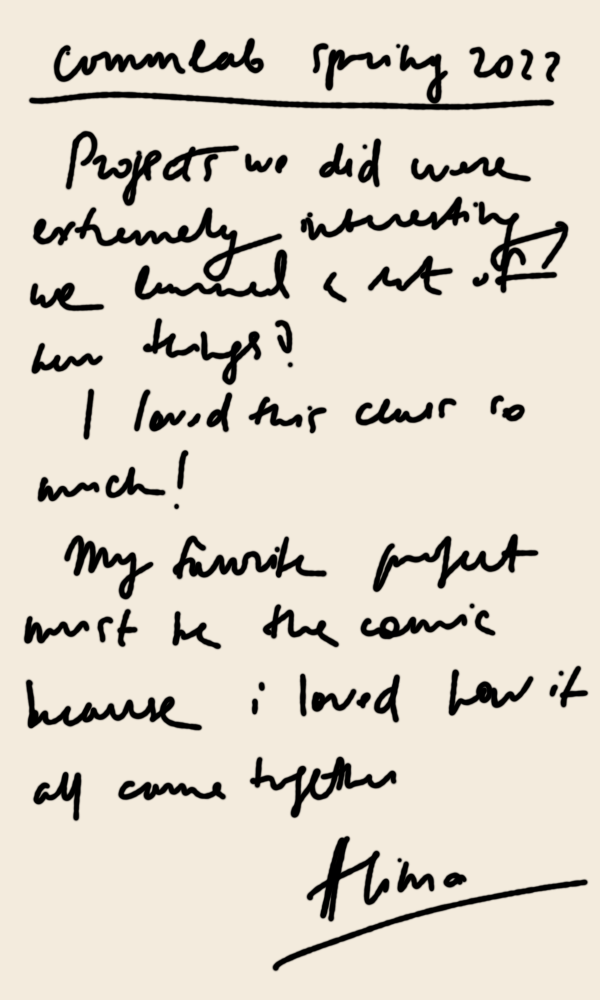 commlab spring 2022
Projects we did were
extremely interesting
we learned a lot of
new things!
I loved this class so
much!
My favorite project
must be the comic
because i loved how it
all came together
Alima